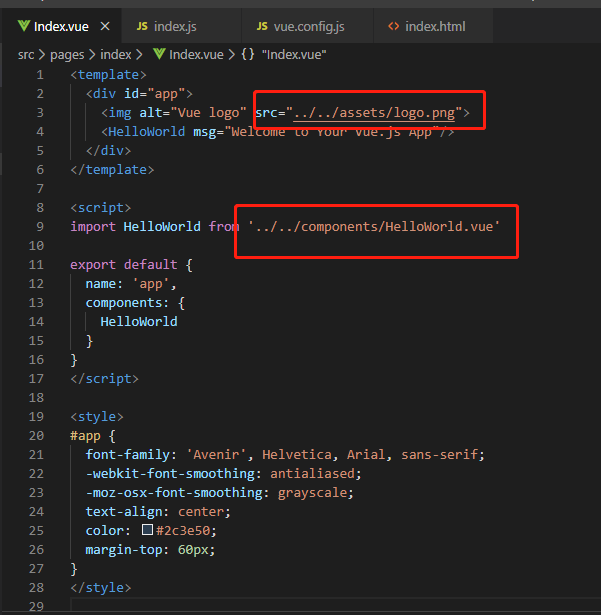 Index.vue × JS index.js JS vue.config.js <> index.html
src > pages > index > Index.vue > {} "Index.vue"
1 <template>
2 <div id="app">
3 <img alt="Vue logo" src="../../assets/logo.png">
4 <HelloWorld msg="Welcome to Your Vue.js App"/>
5 </div>
6 </template>
7
8 <script>
9 import HelloWorld from '../../components/HelloWorld.vue'
10
11 export default {
12 name: 'app',
13 components: {
14 HelloWorld
15 }
16 }
17 </script>
18
19 <style>
20 #app {
21 font-family: 'Avenir', Helvetica, Arial, sans-serif;
22 -webkit-font-smoothing: antialiased;
23 -moz-osx-font-smoothing: grayscale;
24 text-align: center;
25 color: #2c3e50;
26 margin-top: 60px;
27 }
28 </style>
29